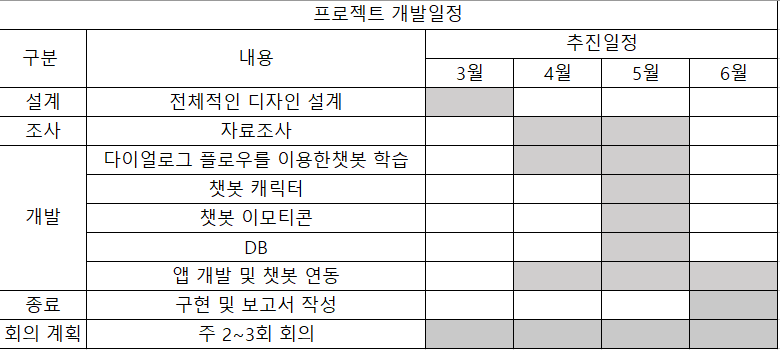 프로젝트 개발일정
구분 내용 추진일정
3월 4월 5월 6월
설계 전체적인 디자인 설계
조사 자료조사
개발 다이얼로그 플로우를 이용한챗봇 학습
챗봇 캐릭터
챗봇 이모티콘
DB
앱 개발 및 챗봇 연동
종료 구현 및 보고서 작성
회의 계획 주 2~3회 회의